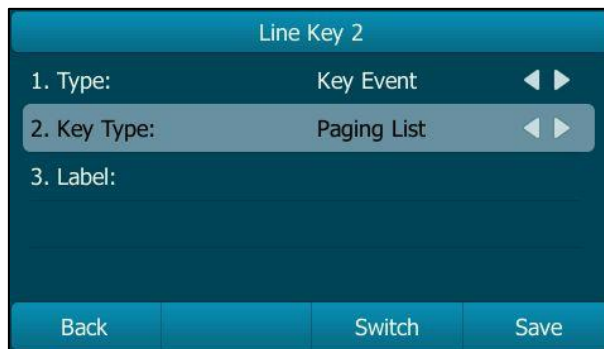 Line Key 2
1. Type: Key Event
2. Key Type: Paging List
3. Label:
Back Switch Save